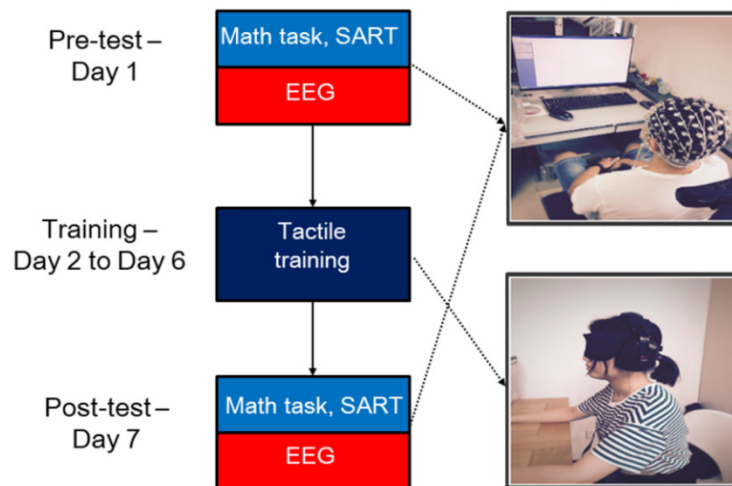 Pre-test –
Day 1
Math task, SART
EEG
Training –
Day 2 to Day 6
Tactile
training
Post-test –
Day 7
Math task, SART
EEG